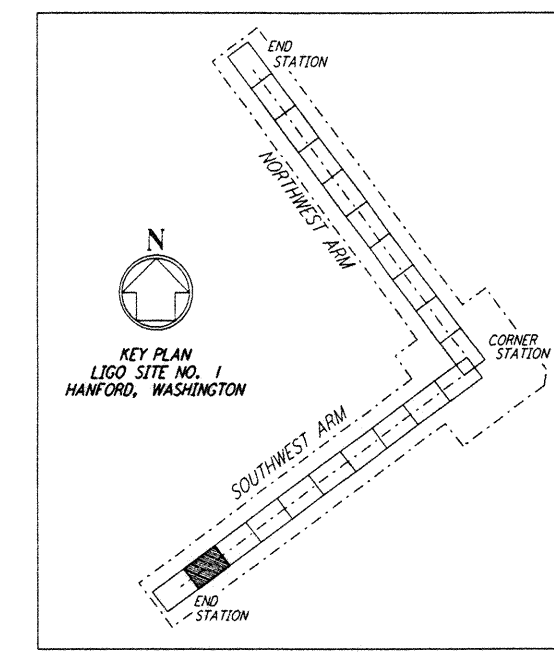 END
STATION
NORTHWEST ARM
N
KEY PLAN
LIGO SITE NO. 1
HANFORD, WASHINGTON
CORNER
STATION
SOUTHWEST ARM
END
STATION